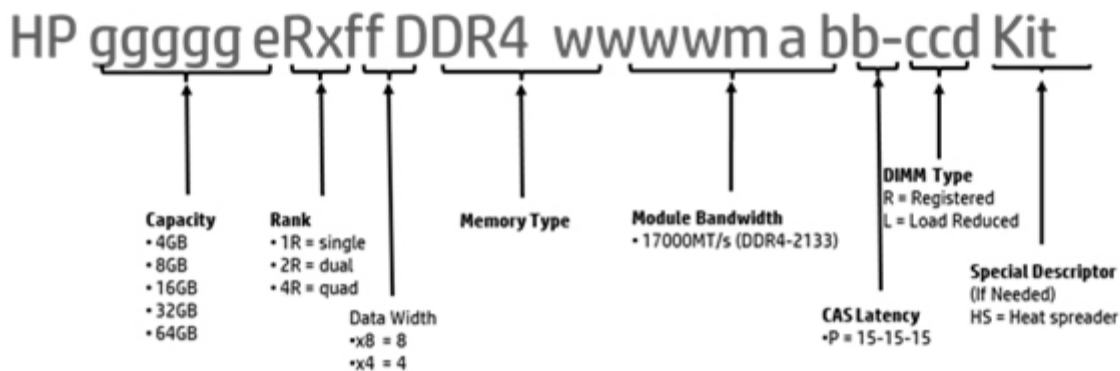 HP ggggg eRxff DDR4 wwwwm a bb-ccd Kit
Capacity
• 4GB
• 8GB
• 16GB
• 32GB
• 64GB
Rank
• 1R = single
• 2R = dual
• 4R = quad
Data Width
•x8 = 8
•x4 = 4
Memory Type
Module Bandwidth
• 17000MT/s (DDR4-2133)
CAS Latency
•P = 15-15-15
DIMM Type
R = Registered
L = Load Reduced
Special Descriptor
(If Needed)
HS = Heat spreader